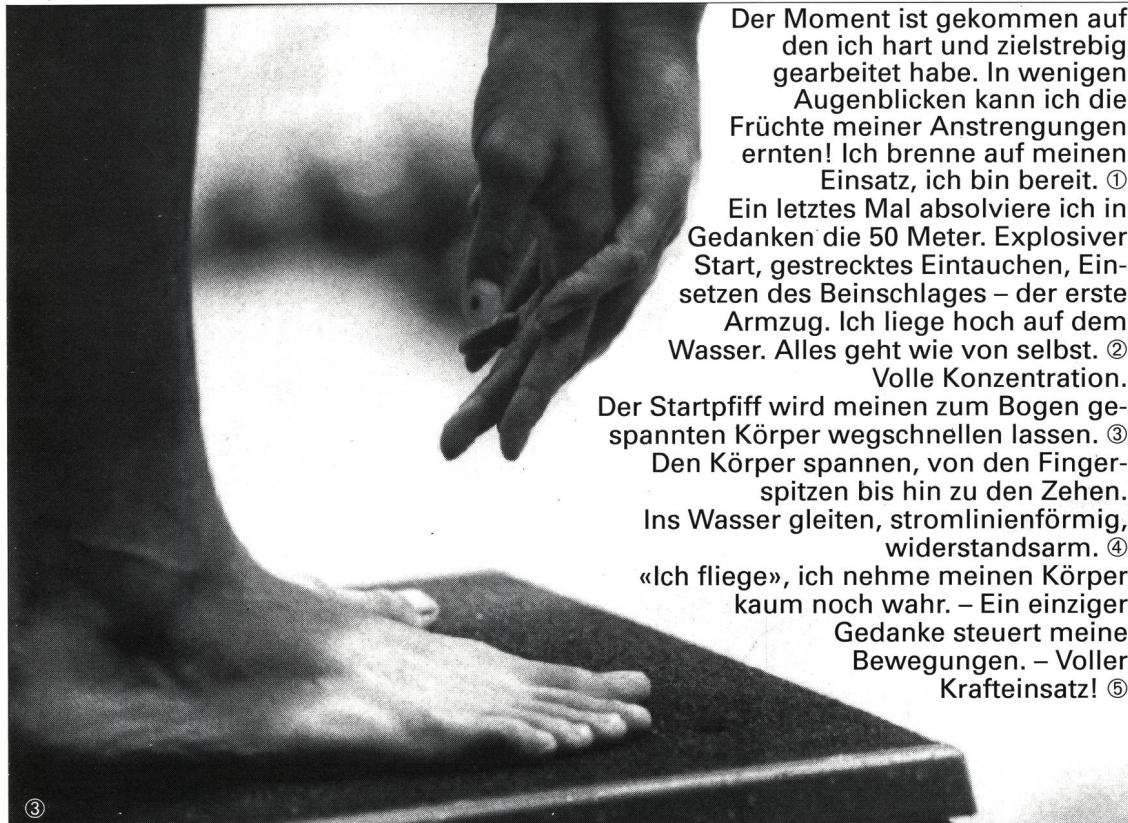 Der Moment ist gekommen auf
den ich hart und zielstrebig
gearbeitet habe. In wenigen
Augenblicken kann ich die
Früchte meiner Anstrengungen
ernten! Ich brenne auf meinen
Einsatz, ich bin bereit. ①
Ein letztes Mal absolviere ich in
Gedanken die 50 Meter. Explosiver
Start, gestrecktes Eintauchen, Ein-
setzen des Beinschlages – der erste
Armzug. Ich liege hoch auf dem
Wasser. Alles geht wie von selbst. ②
Volle Konzentration.
Der Startpfiff wird meinen zum Bogen ge-
spannten Körper wegschnellen lassen. ③
Den Körper spannen, von den Finger-
spitzen bis hin zu den Zehen.
Ins Wasser gleiten, stromlinienförmig,
widerstandsarm. ④
«Ich fliege», ich nehme meinen Körper
kaum noch wahr. – Ein einziger
Gedanke steuert meine
Bewegungen. – Voller
Krafteinsatz! ⑤
③